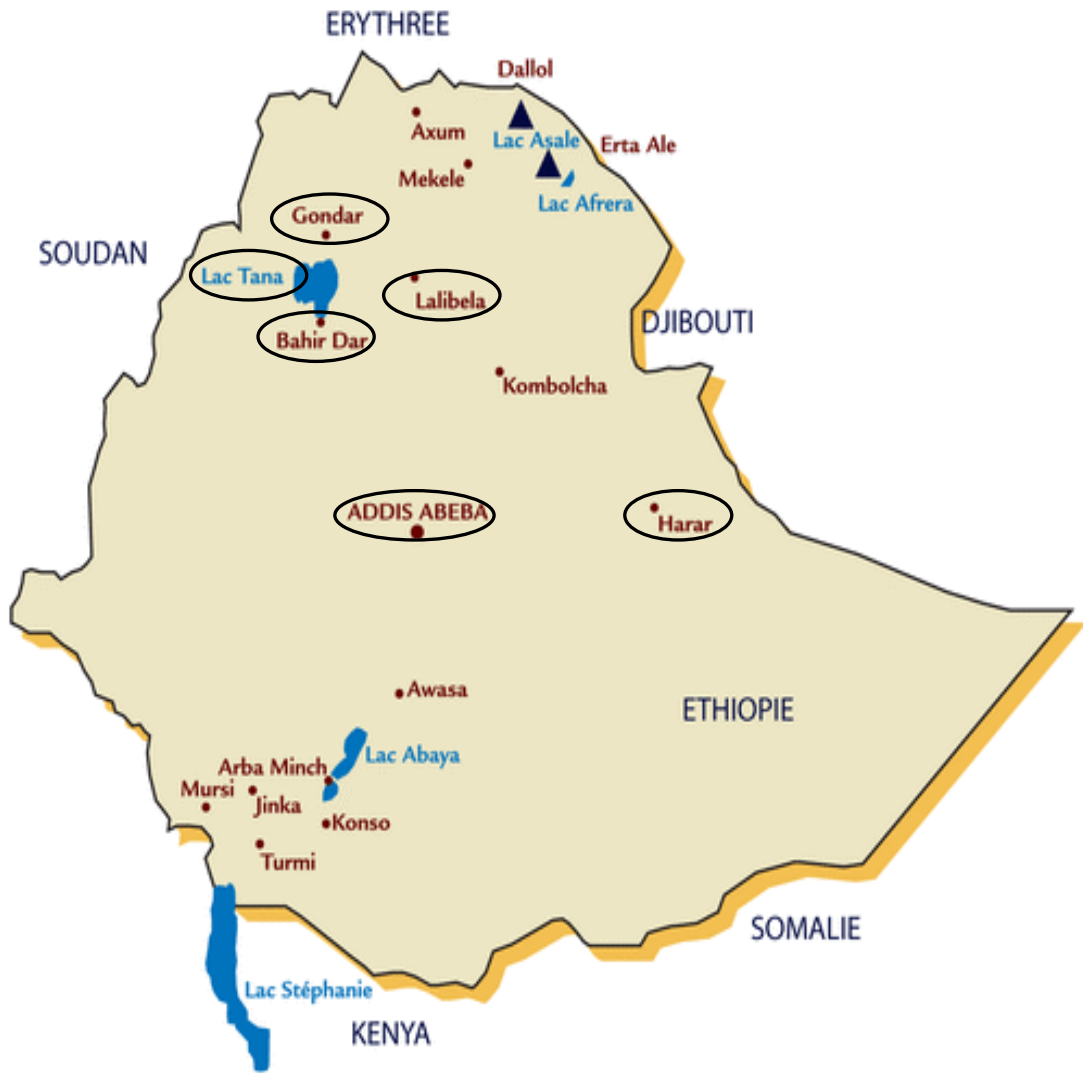 ERYTHREE
Dallol
Axum
Lac Asale
Erta Ale
Mekele
Lac Afrera
Gondar
SOUDAN
Lac Tana
Lalibela
DJIBOUTI
Bahir Dar
Kombolcha
ADDIS ABEBA
Harar
Awasa
ETHIOPIE
Lac Abaya
Arba Minch
Mursi
Jinka
Konso
Turmi
SOMALIE
Lac Stéphanie
KENYA